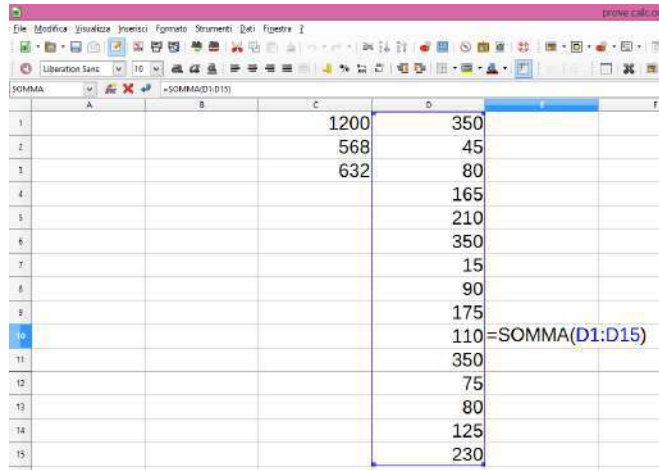 prove calc.o
File Modifica Visualizza Inserisci Formato Strumenti Dati Finestra ?
Liberation Sans 10
SOMMA =SOMMA(D1:D15)
A B C D E F
1 1200 350
2 568 45
3 632 80
4 165
5 210
6 350
7 15
8 90
9 175
10 110 =SOMMA(D1:D15)
11 350
12 75
13 80
14 125
15 230